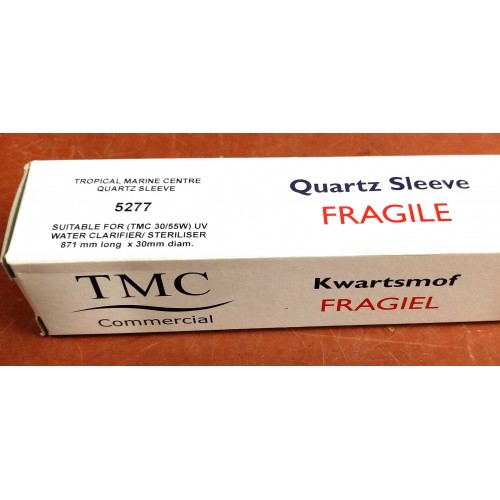 TROPICAL MARINE CENTRE
QUARTZ SLEEVE
5277
SUITABLE FOR (TMC 30/55W) UV
WATER CLARIFIER/ STERILISER
871 mm long x 30mm diam.
Quartz Sleeve
FRAGILE
TMC
Commercial
Kwartsmof
FRAGIEL